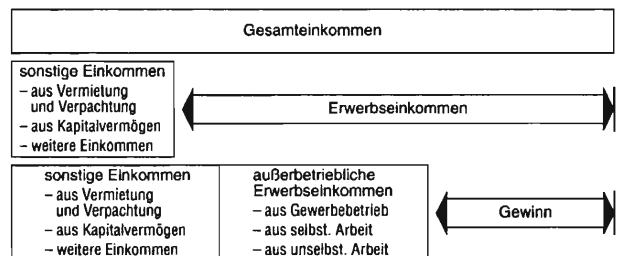 Gesamteinkommen
sonstige Einkommen
– aus Vermietung
und Verpachtung
– aus Kapitalvermögen
– weitere Einkommen
Erwerbseinkommen
sonstige Einkommen
– aus Vermietung
und Verpachtung
– aus Kapitalvermögen
– weitere Einkommen
außerbetriebliche
Erwerbseinkommen
– aus Gewerbebetrieb
– aus selbst. Arbeit
– aus unselbst. Arbeit
Gewinn